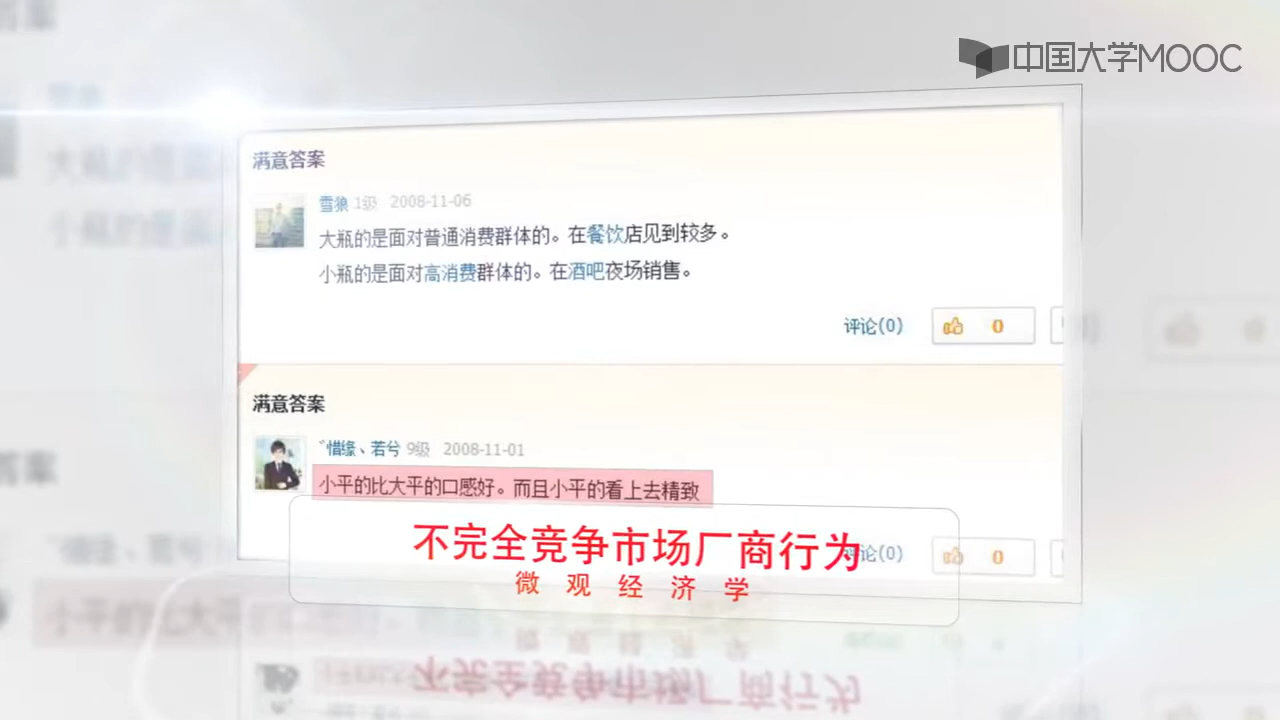 中国大学MOOC
满意答案
雪狼 1级 2008-11-06
大瓶的是面对普通消费群体的。在餐饮店见到较多。
小瓶的是面对高消费群体的。在酒吧夜场销售。
评论(0) 0
满意答案
゛惜缘、若兮 9级 2008-11-01
小平的比大平的口感好。而且小平的看上去精致
不完全竞争市场厂商行为
评论(0) 0
微观经济学